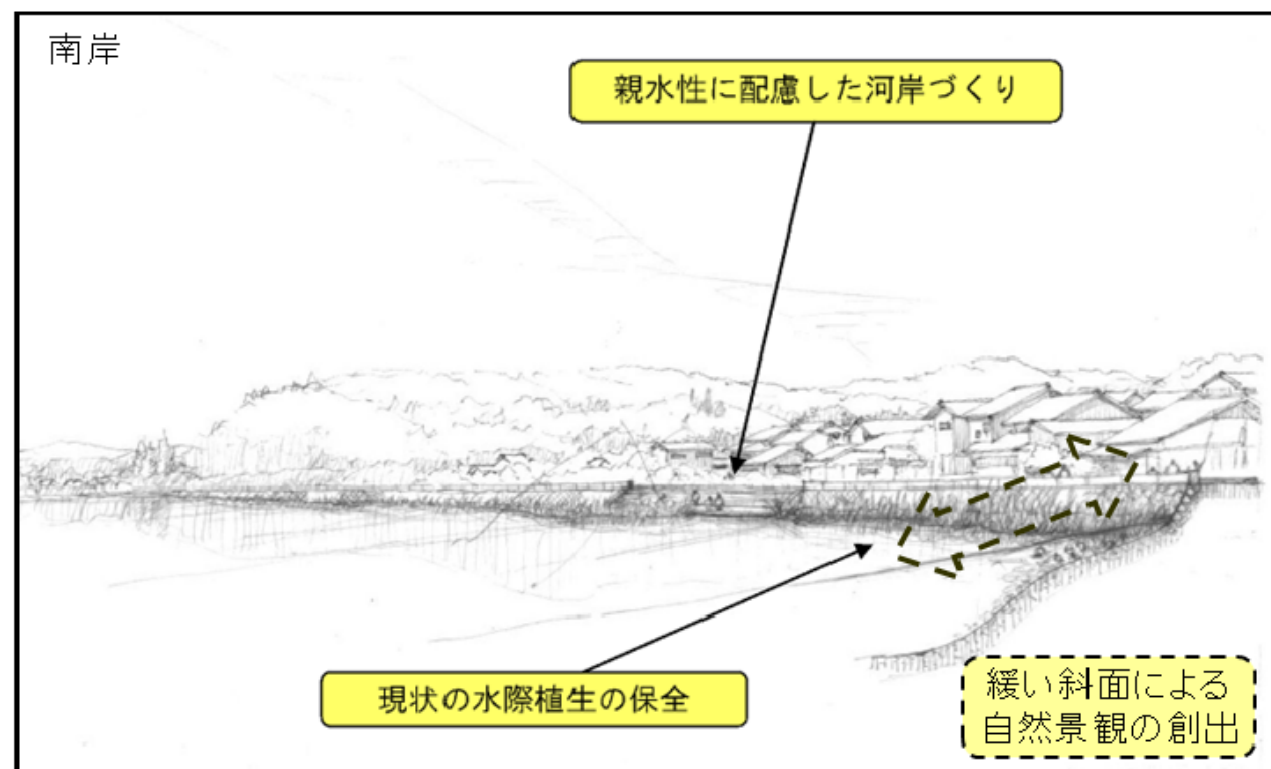 南岸
親水性に配慮した河岸づくり
現状の水際植生の保全
緩い斜面による
自然景観の創出